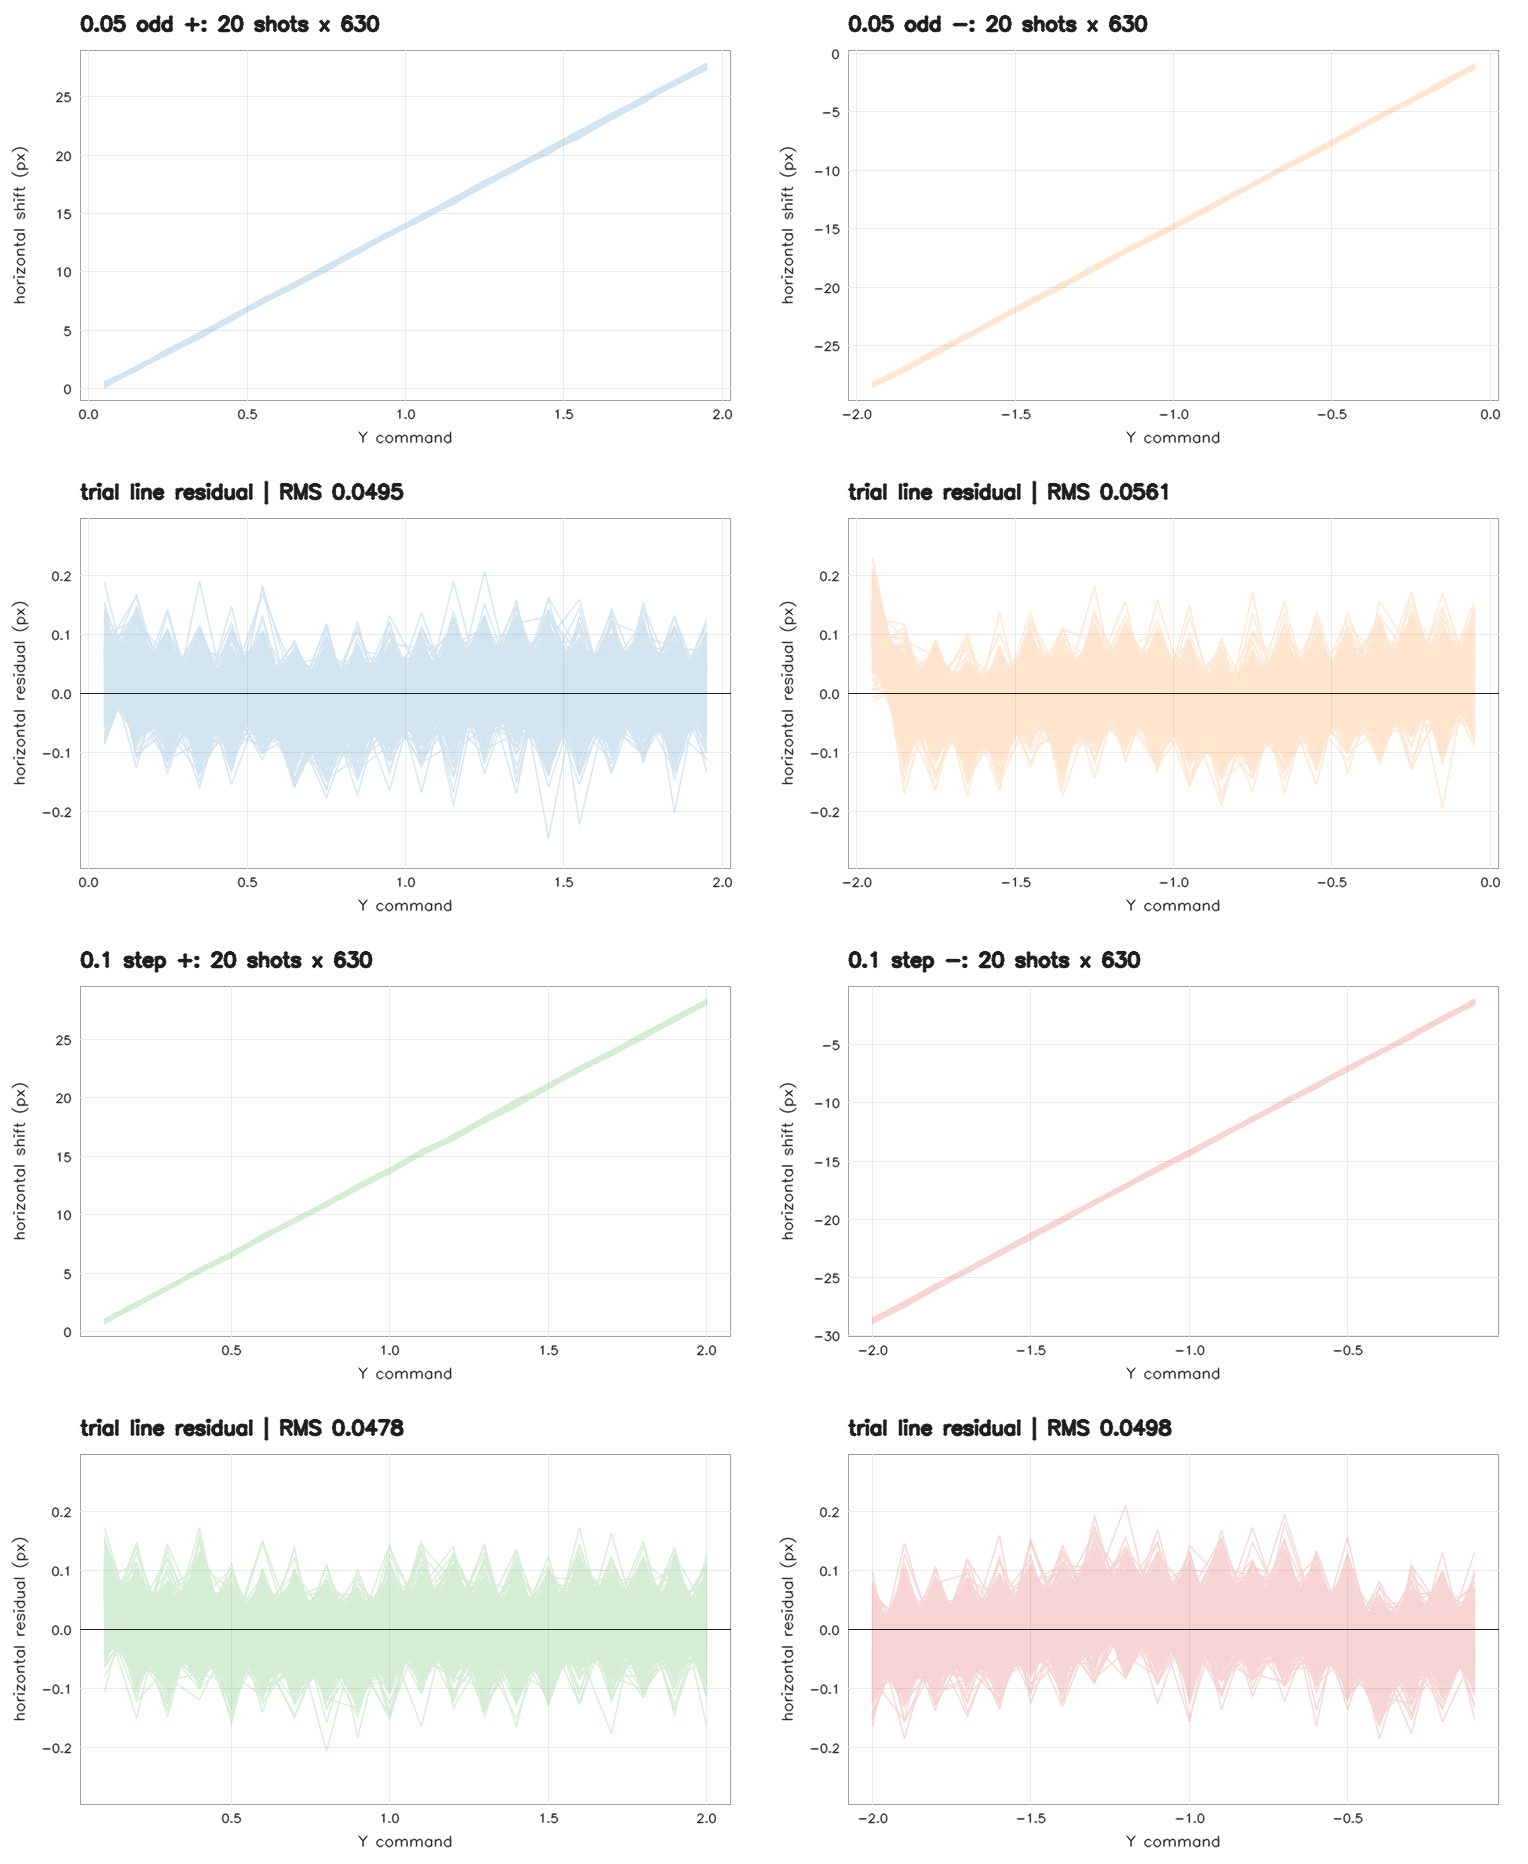 0.05 odd +: 20 shots x 630
0.05 odd −: 20 shots x 630
horizontal shift (px)
25
20
15
10
5
0
0.0 0.5 1.0 1.5 2.0
Y command
horizontal shift (px)
0
−5
−10
−15
−20
−25
−2.0 −1.5 −1.0 −0.5 0.0
Y command
trial line residual | RMS 0.0495
trial line residual | RMS 0.0561
horizontal residual (px)
0.2
0.1
0.0
−0.1
−0.2
0.0 0.5 1.0 1.5 2.0
Y command
horizontal residual (px)
0.2
0.1
0.0
−0.1
−0.2
−2.0 −1.5 −1.0 −0.5 0.0
Y command
0.1 step +: 20 shots x 630
0.1 step −: 20 shots x 630
horizontal shift (px)
25
20
15
10
5
0
0.5 1.0 1.5 2.0
Y command
horizontal shift (px)
−5
−10
−15
−20
−25
−30
−2.0 −1.5 −1.0 −0.5
Y command
trial line residual | RMS 0.0478
trial line residual | RMS 0.0498
horizontal residual (px)
0.2
0.1
0.0
−0.1
−0.2
0.5 1.0 1.5 2.0
Y command
horizontal residual (px)
0.2
0.1
0.0
−0.1
−0.2
−2.0 −1.5 −1.0 −0.5
Y command